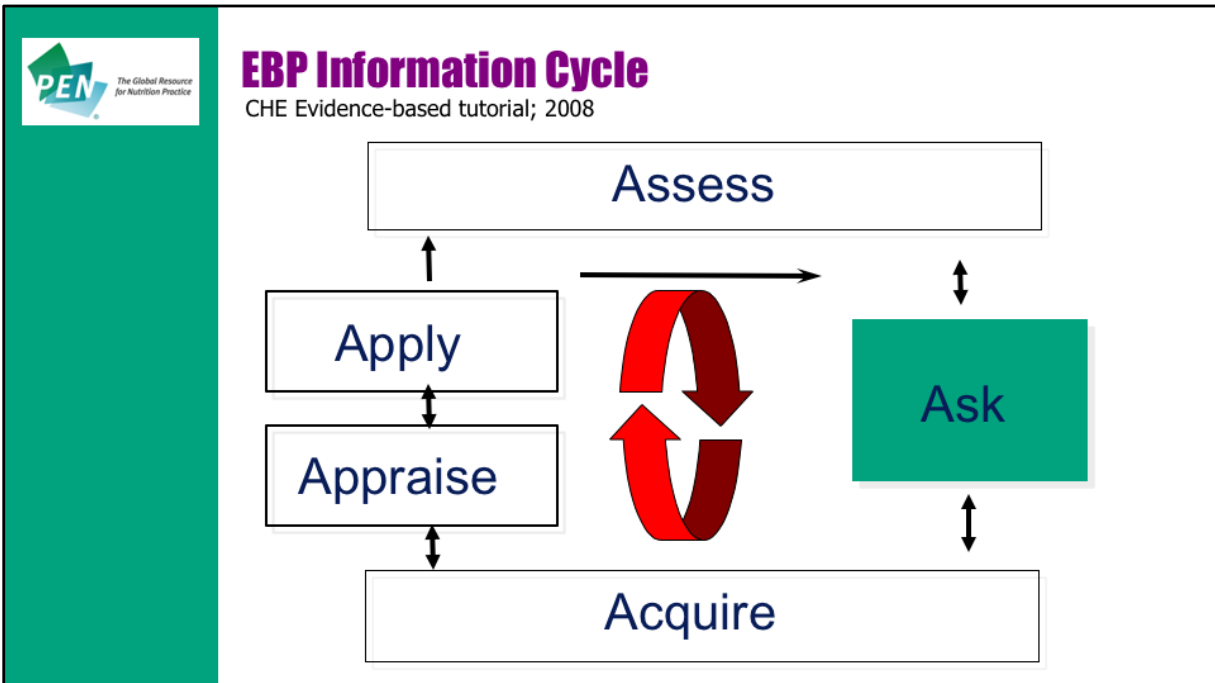 PEN
The Global Resource
for Nutrition Practice
®
EBP Information Cycle
CHE Evidence-based tutorial; 2008
Assess
Apply
Ask
Appraise
Acquire